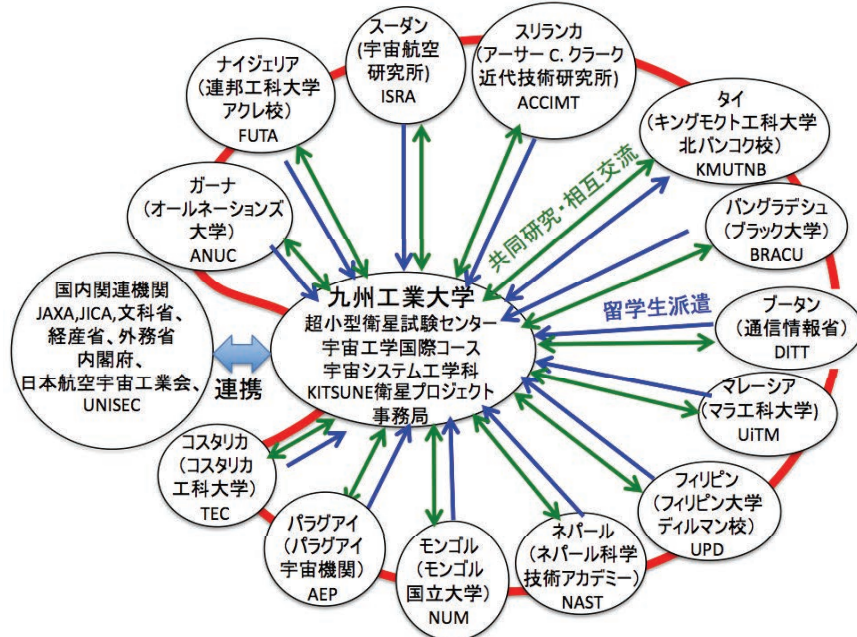 スーダン
(宇宙航空
研究所)
ISRA
スリランカ
(アーサー C. クラーク
近代技術研究所)
ACCIMT
ナイジェリア
(連邦工科大学
アクレ校)
FUTA
タイ
(キングモクト工科大学
北バンコク校)
KMUTNB
ガーナ
(オールネーションズ
大学)
ANUC
共同研究・相互交流
バングラデシュ
(ブラック大学)
BRACU
国内関連機関
JAXA,JICA,文科省、
経産省、外務省
内閣府、
日本航空宇宙工業会、
UNISEC
連携
九州工業大学
超小型衛星試験センター
宇宙工学国際コース
宇宙システム工学科
KITSUNE衛星プロジェクト
事務局
留学生派遣
ブータン
(通信情報省)
DITT
マレーシア
(マラ工科大学)
UiTM
コスタリカ
(コスタリカ
工科大学)
TEC
フィリピン
(フィリピン大学
ディルマン校)
UPD
パラグアイ
(パラグアイ
宇宙機関)
AEP
モンゴル
(モンゴル
国立大学)
NUM
ネパール
(ネパール科学
技術アカデミー)
NAST